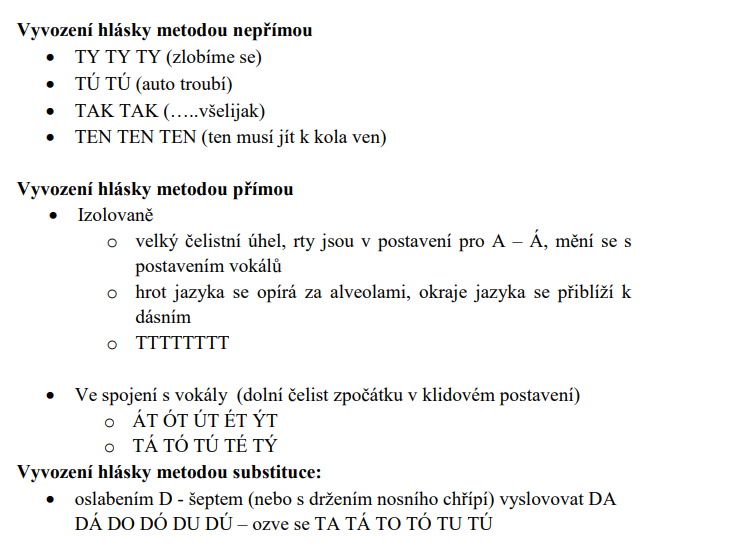 Vyvození hlásky metodou nepřímou
• TY TY TY (zlobíme se)
• TÚ TÚ (auto troubí)
• TAK TAK (…..všelijak)
• TEN TEN TEN (ten musí jít k kola ven)
Vyvození hlásky metodou přímou
• Izolovaně
o velký čelistní úhel, rty jsou v postavení pro A – Á, mění se s
postavením vokálů
o hrot jazyka se opírá za alveolami, okraje jazyka se přiblíží k
dásním
o TTTTTTTT
• Ve spojení s vokály (dolní čelist zpočátku v klidovém postavení)
o ÁT ÓT ÚT ÉT ÝT
o TÁ TÓ TÚ TÉ TÝ
Vyvození hlásky metodou substituce:
• oslabením D - šeptem (nebo s držením nosního chřípí) vyslovovat DA
DÁ DO DÓ DU DÚ – ozve se TA TÁ TO TÓ TU TÚ